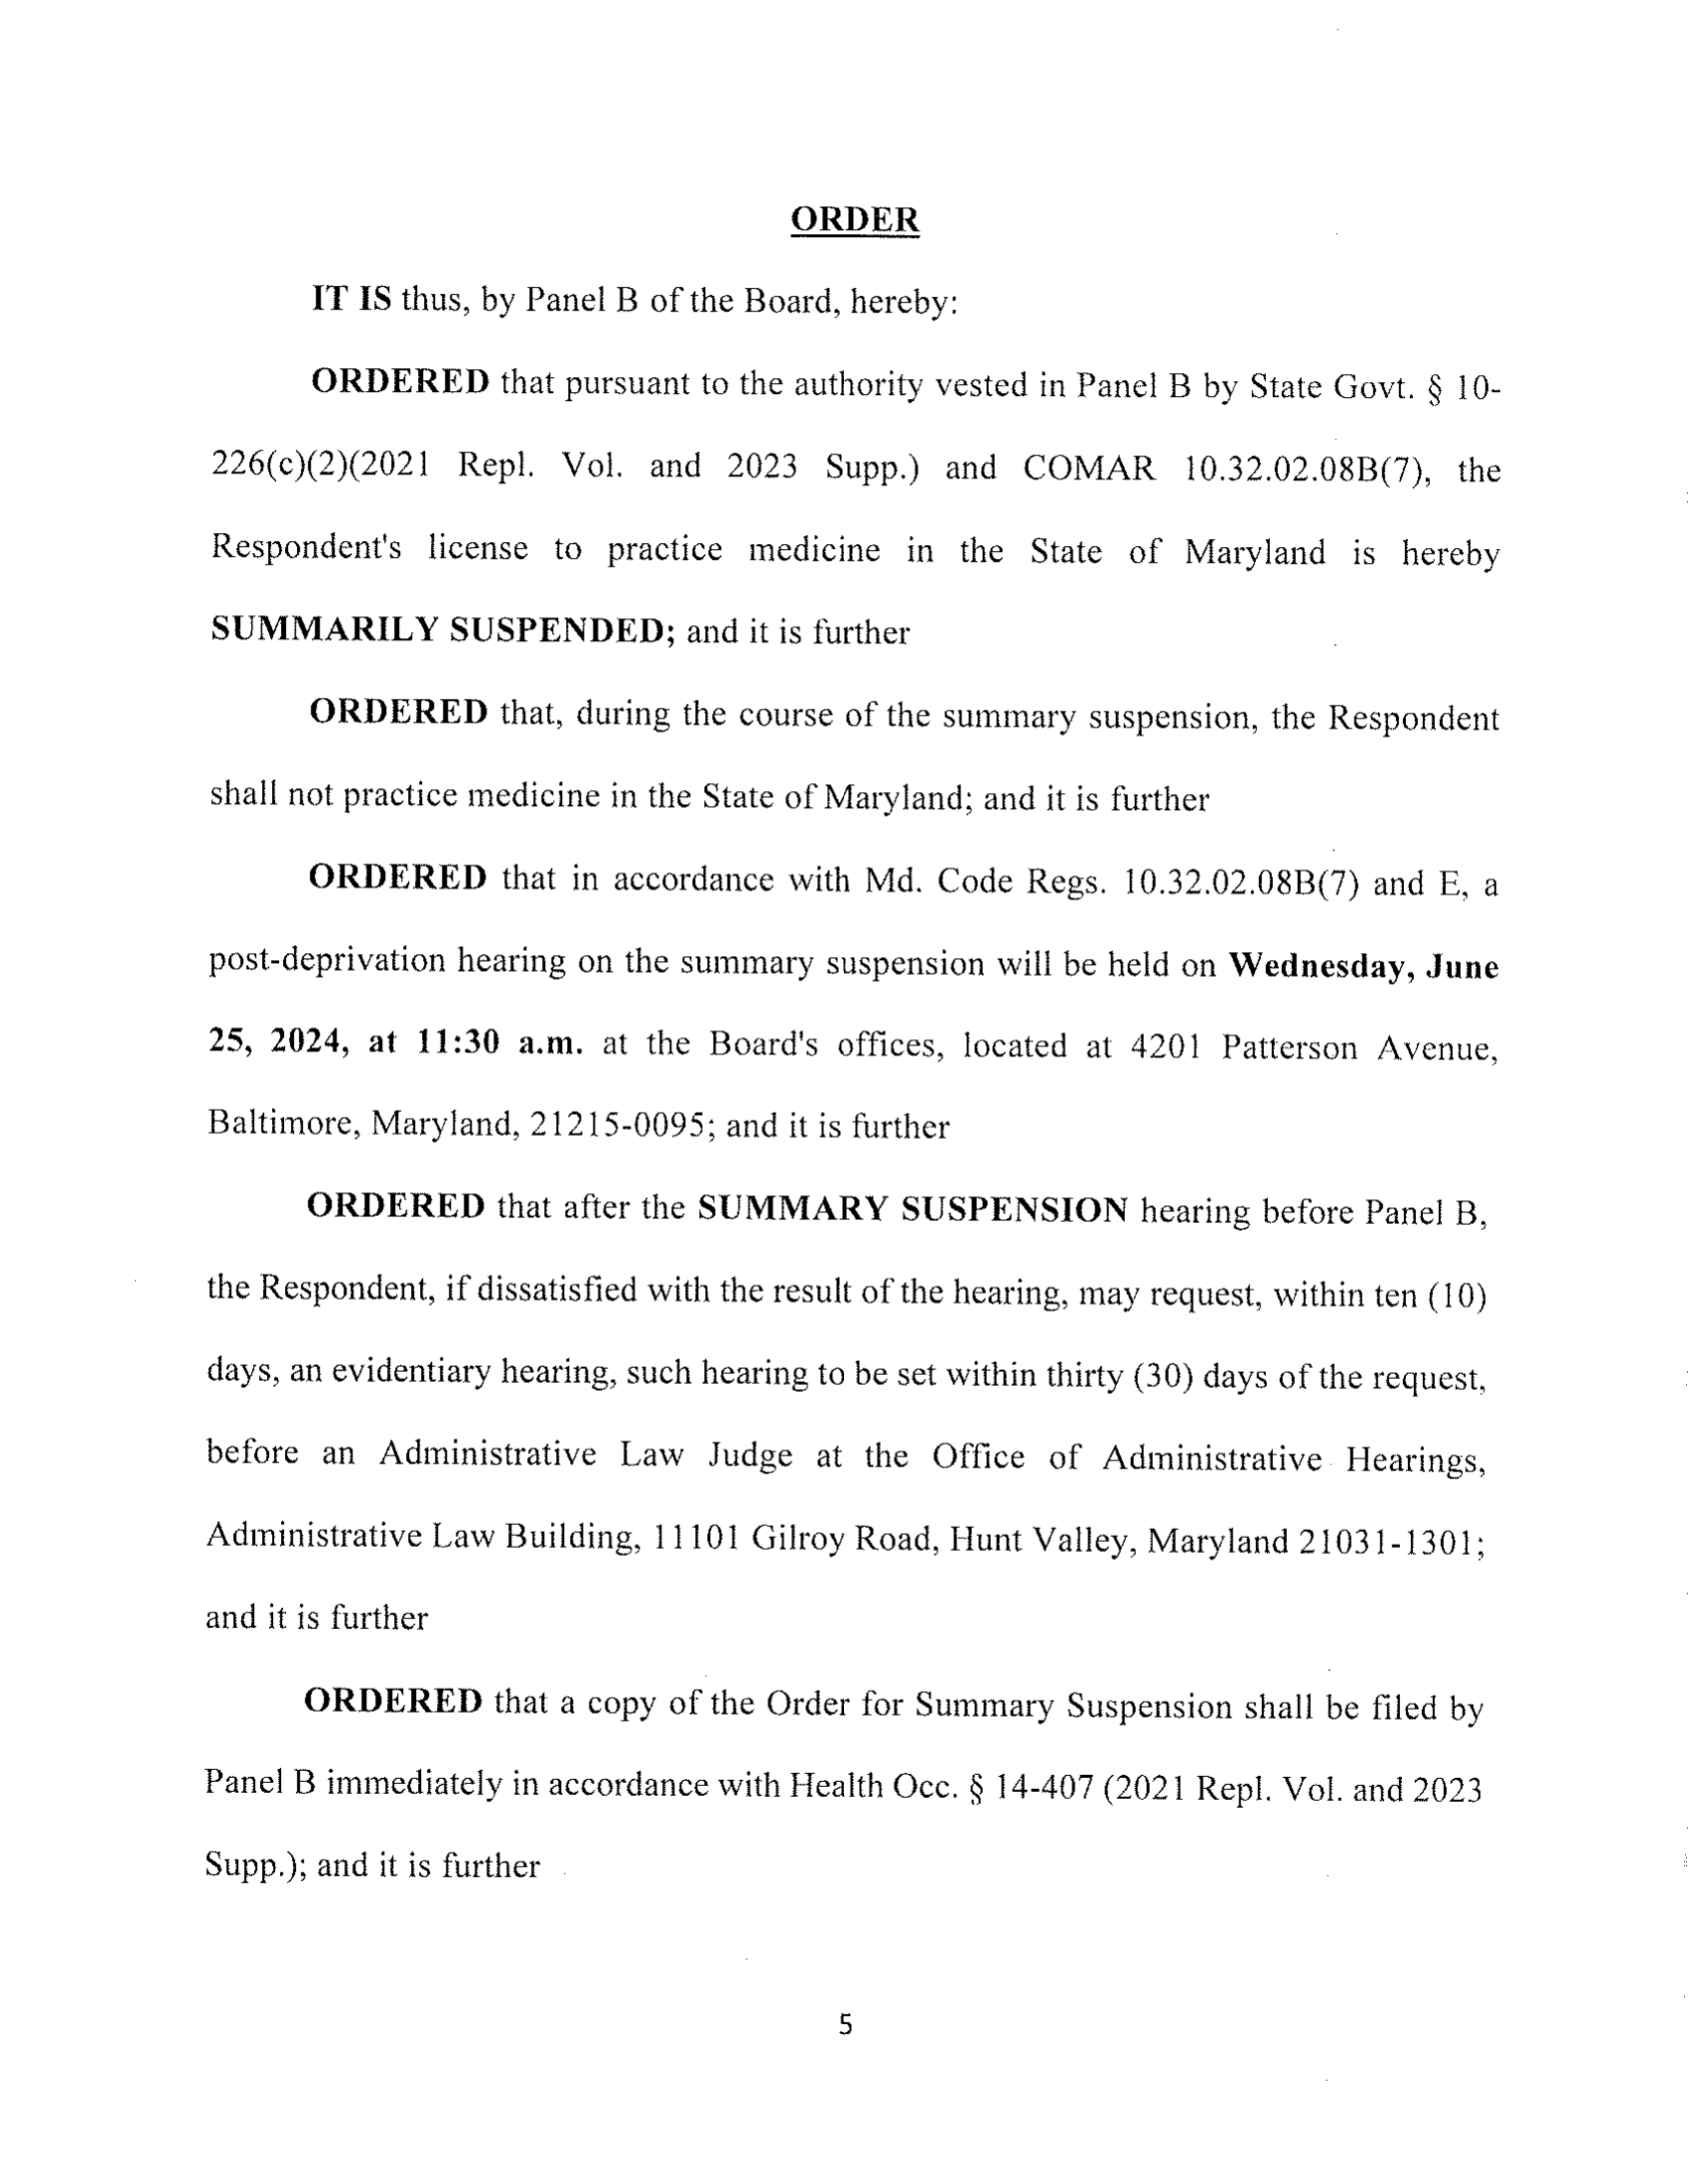 ORDER
IT IS thus, by Panel B of the Board, hereby:
ORDERED that pursuant to the authority vested in Panel B by State Govt. § 10-
226(c)(2)(2021 Repl. Vol. and 2023 Supp.) and COMAR 10.32.02.08B(7), the
Respondent's license to practice medicine in the State of Maryland is hereby
SUMMARILY SUSPENDED; and it is further
ORDERED that, during the course of the summary suspension, the Respondent
shall not practice medicine in the State of Maryland; and it is further
ORDERED that in accordance with Md. Code Regs. 10.32.02.08B(7) and E, a
post-deprivation hearing on the summary suspension will be held on Wednesday, June
25, 2024, at 11:30 a.m. at the Board's offices, located at 4201 Patterson Avenue,
Baltimore, Maryland, 21215-0095; and it is further
ORDERED that after the SUMMARY SUSPENSION hearing before Panel B,
the Respondent, if dissatisfied with the result of the hearing, may request, within ten (10)
days, an evidentiary hearing, such hearing to be set within thirty (30) days of the request,
before an Administrative Law Judge at the Office of Administrative Hearings,
Administrative Law Building, 11101 Gilroy Road, Hunt Valley, Maryland 21031-1301;
and it is further
ORDERED that a copy of the Order for Summary Suspension shall be filed by
Panel B immediately in accordance with Health Occ. § 14-407 (2021 Repl. Vol. and 2023
Supp.); and it is further
5